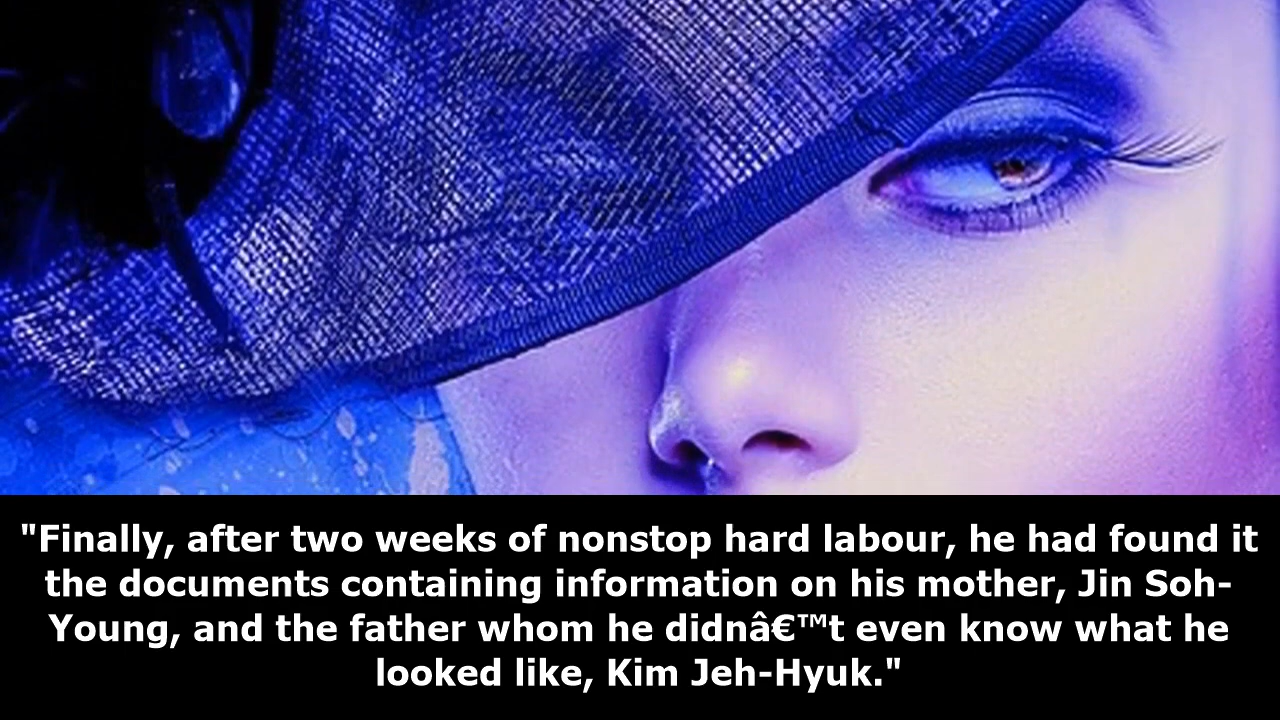 "Finally, after two weeks of nonstop hard labour, he had found it
the documents containing information on his mother, Jin Soh-
Young, and the father whom he didnâ€™t even know what he
looked like, Kim Jeh-Hyuk."